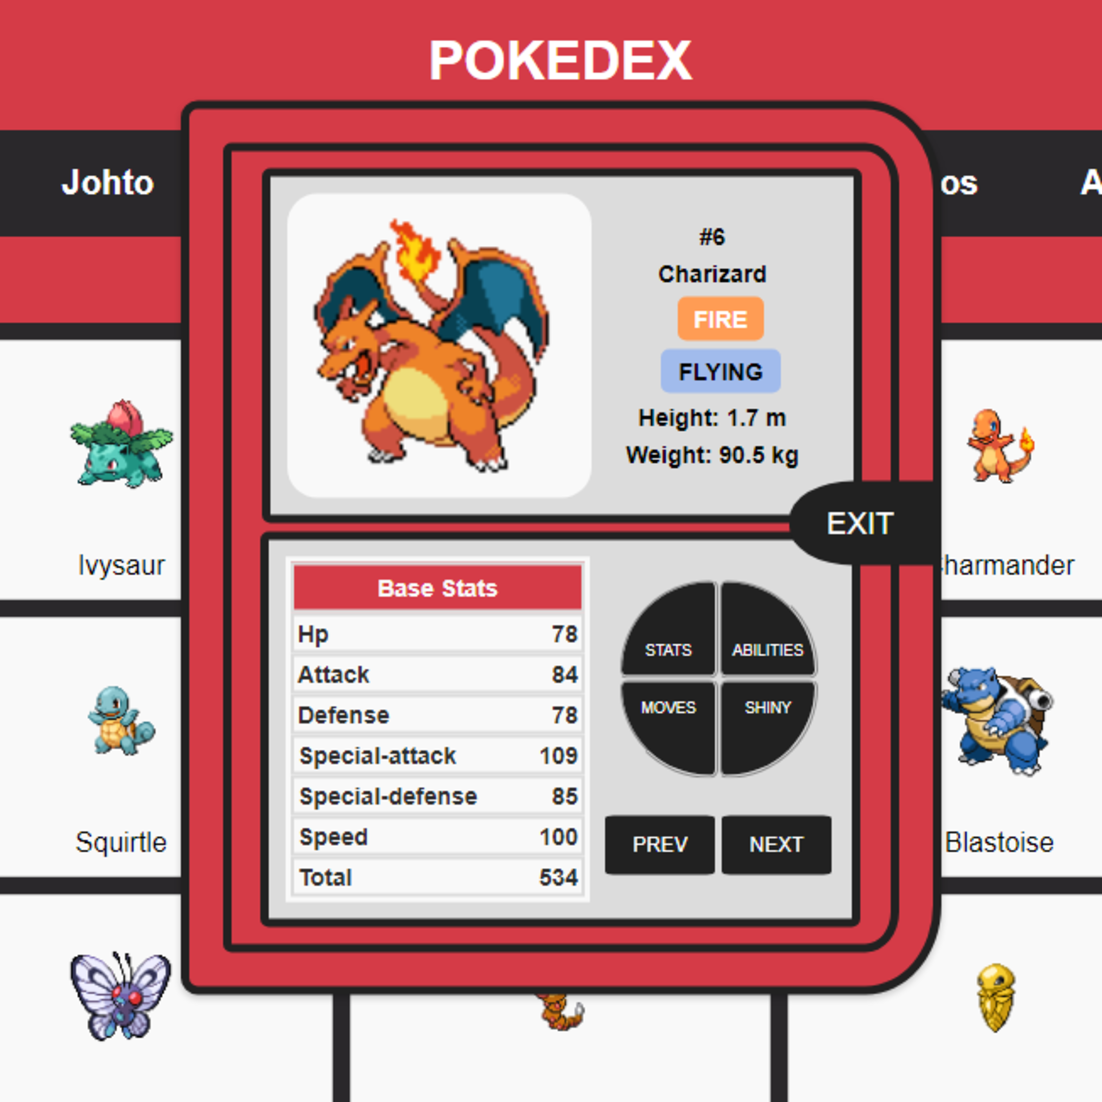 POKEDEX
Johto
os
A
#6
Charizard
FIRE
FLYING
Height: 1.7 m
Weight: 90.5 kg
EXIT
Ivysaur
harmander
Base Stats
Hp 78
Attack 84
Defense 78
Special-attack 109
Special-defense 85
Speed 100
Total 534
STATS ABILITIES
MOVES SHINY
PREV NEXT
Squirtle
Blastoise